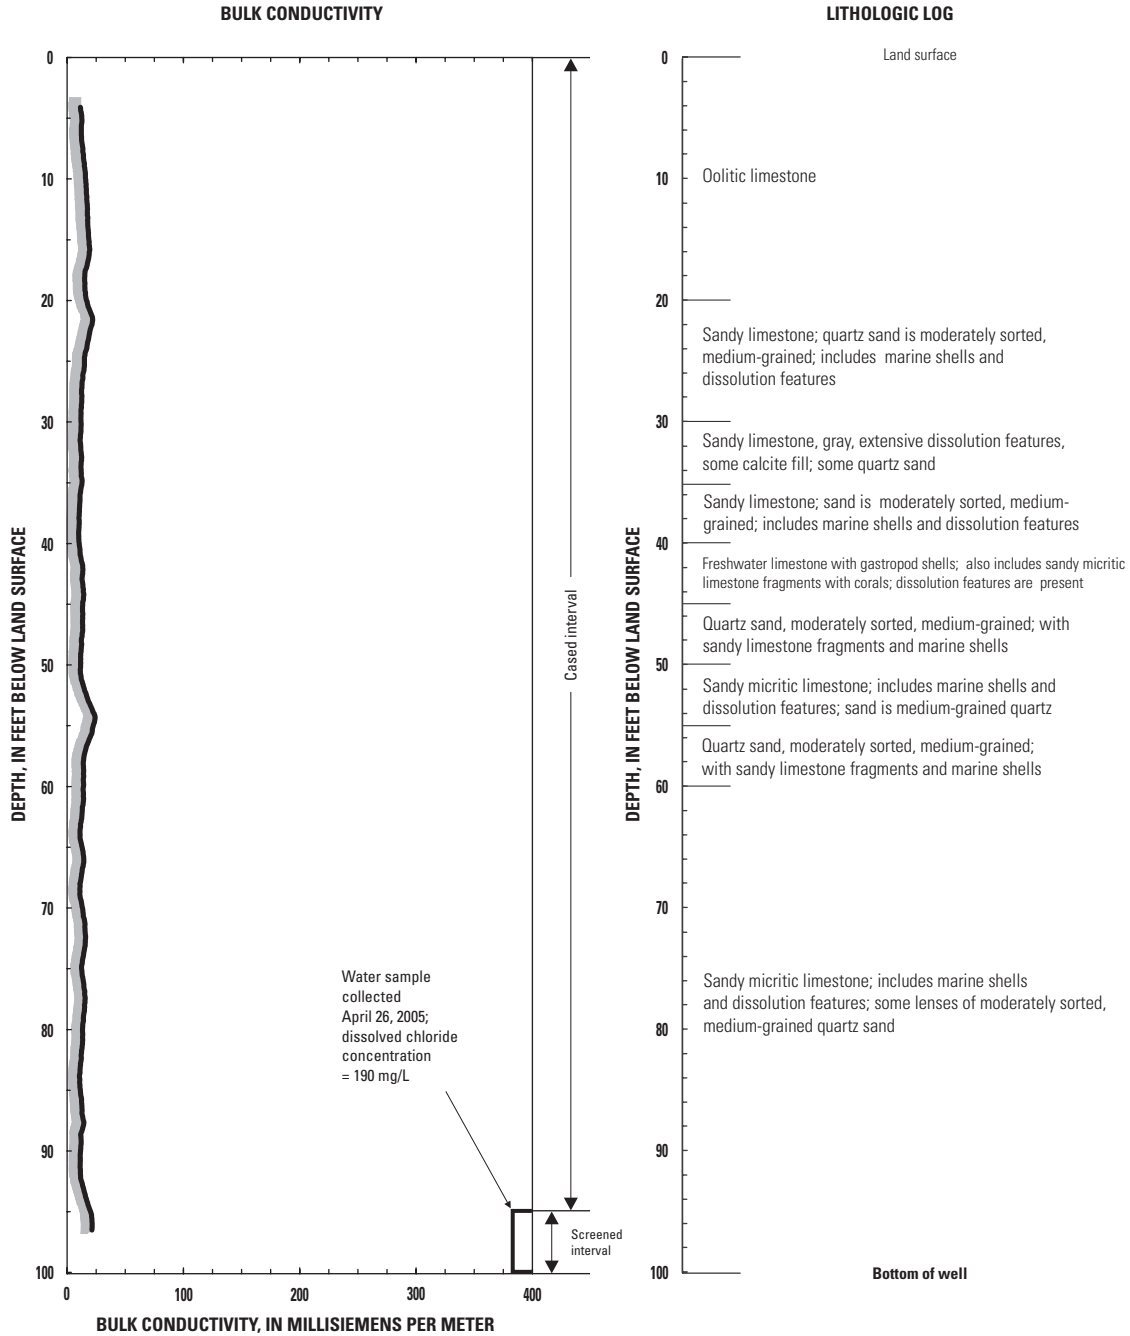 BULK CONDUCTIVITY
0
10
20
30
40
50
60
70
80
90
100
DEPTH, IN FEET BELOW LAND SURFACE
0
100
200
300
400
BULK CONDUCTIVITY, IN MILLISIEMENS PER METER
Water sample
collected
April 26, 2005;
dissolved chloride
concentration
= 190 mg/L
Cased interval
Screened
interval
LITHOLOGIC LOG
0
10
20
30
40
50
60
70
80
90
100
DEPTH, IN FEET BELOW LAND SURFACE
Land surface
Oolitic limestone
Sandy limestone; quartz sand is moderately sorted,
medium-grained; includes marine shells and
dissolution features
Sandy limestone, gray, extensive dissolution features,
some calcite fill; some quartz sand
Sandy limestone; sand is moderately sorted, medium-
grained; includes marine shells and dissolution features
Freshwater limestone with gastropod shells; also includes sandy micritic
limestone fragments with corals; dissolution features are present
Quartz sand, moderately sorted, medium-grained; with
sandy limestone fragments and marine shells
Sandy micritic limestone; includes marine shells and
dissolution features; sand is medium-grained quartz
Quartz sand, moderately sorted, medium-grained;
with sandy limestone fragments and marine shells
Sandy micritic limestone; includes marine shells
and dissolution features; some lenses of moderately sorted,
medium-grained quartz sand
Bottom of well